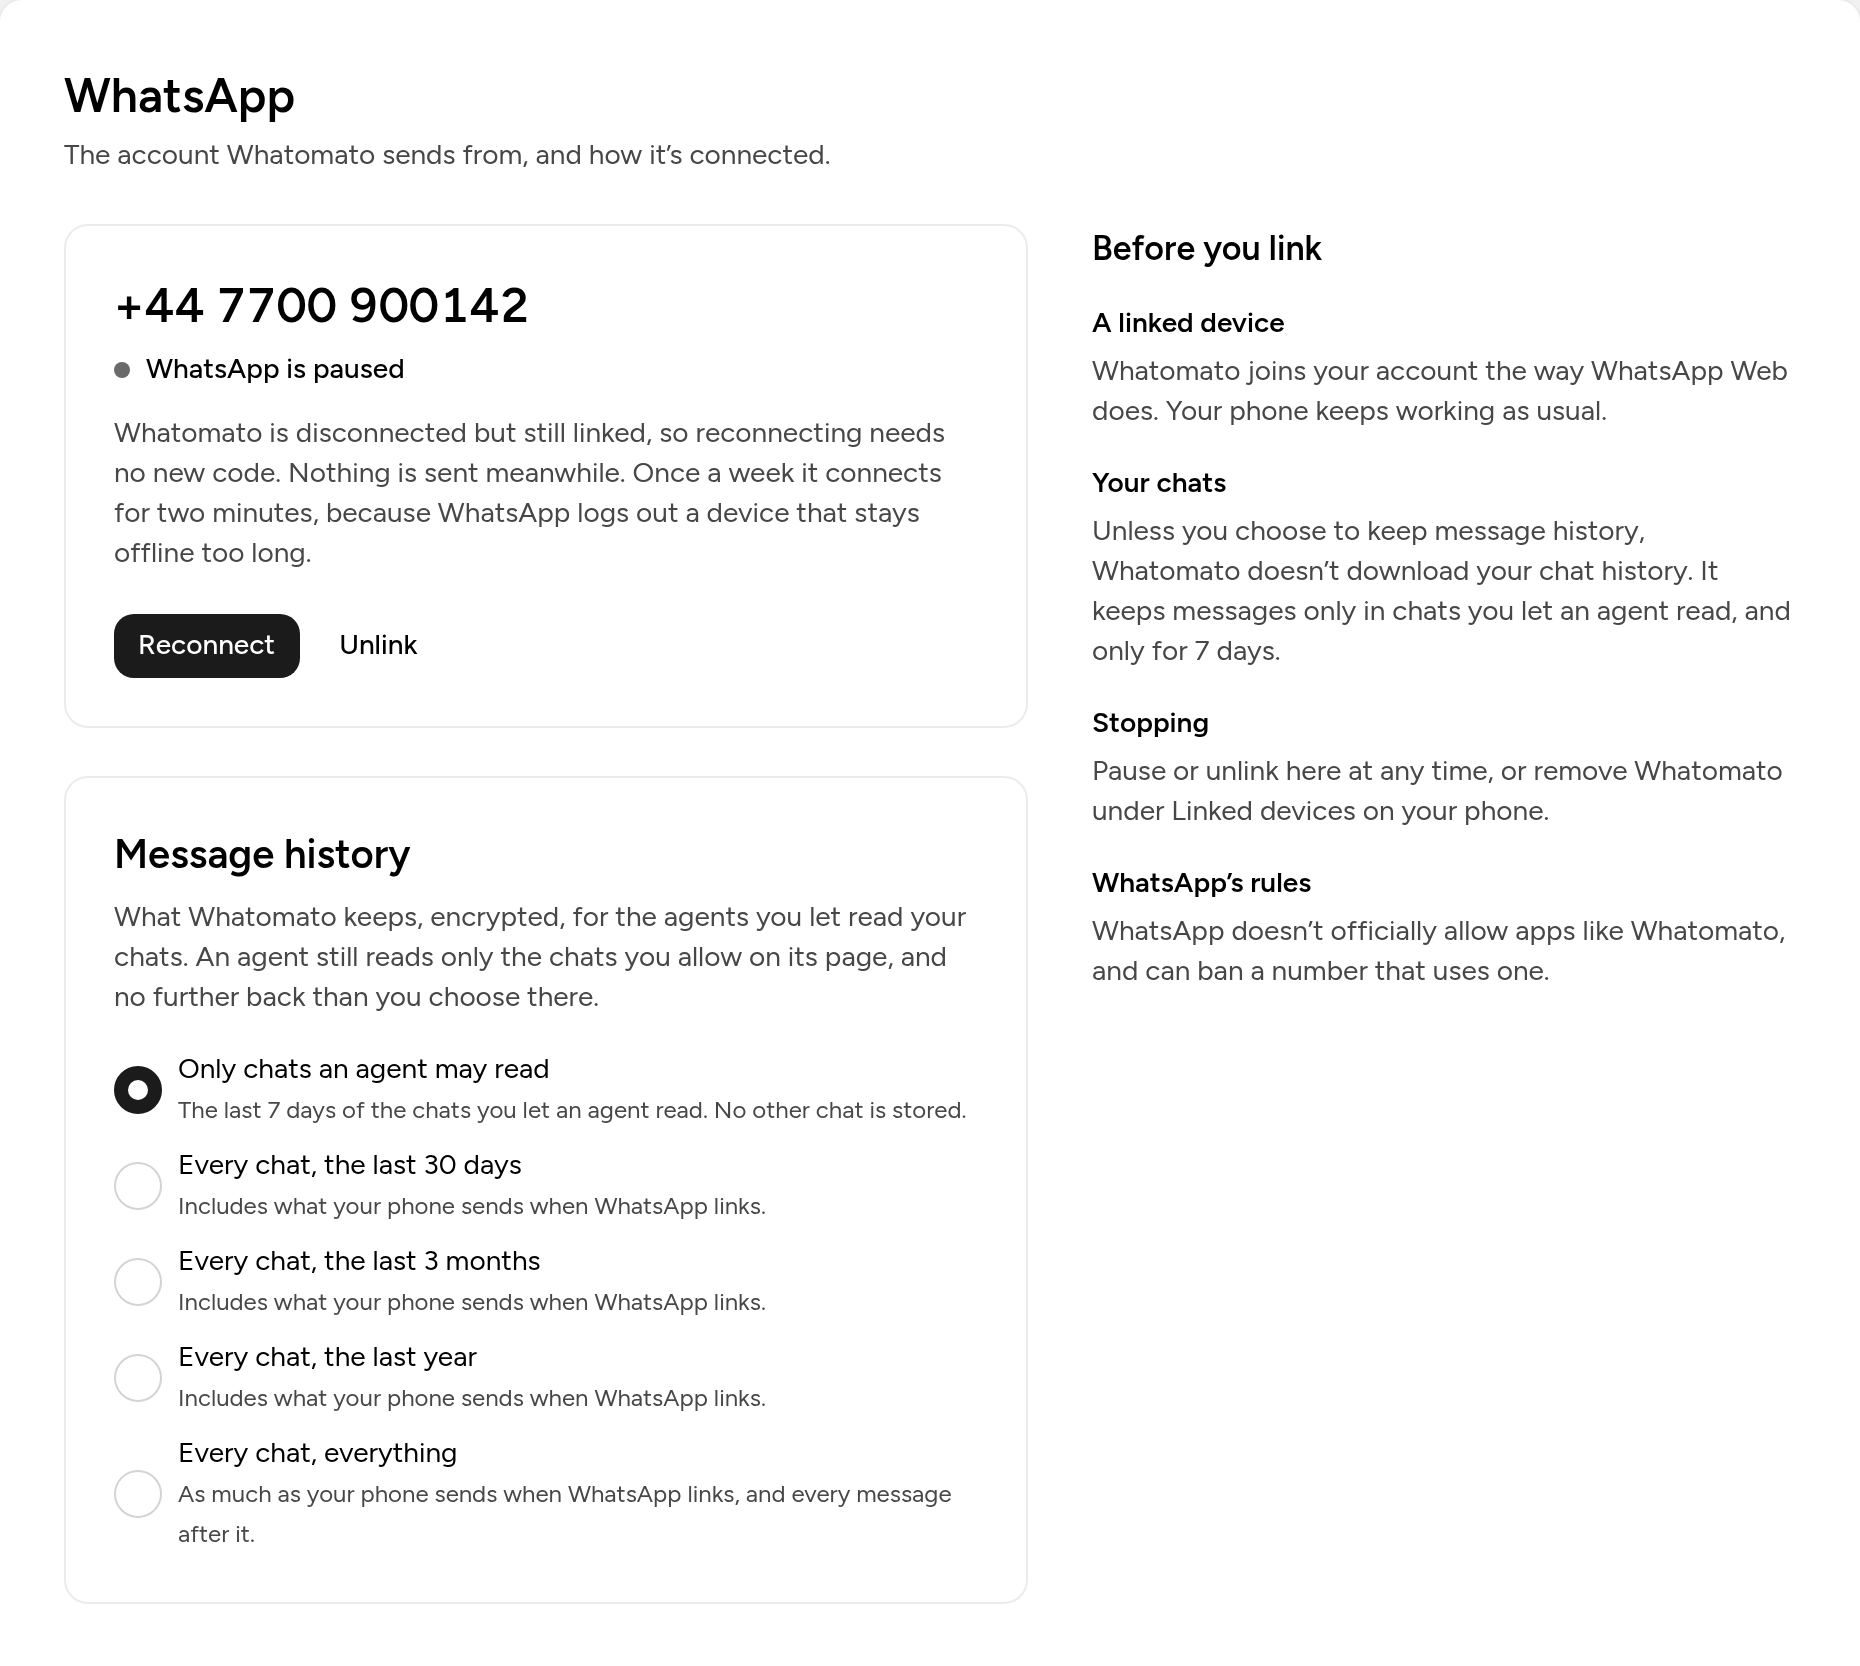 WhatsApp
The account Whatomato sends from, and how it’s connected.
+44 7700 900142
WhatsApp is paused
Whatomato is disconnected but still linked, so reconnecting needs
no new code. Nothing is sent meanwhile. Once a week it connects
for two minutes, because WhatsApp logs out a device that stays
offline too long.
Reconnect
Unlink
Message history
What Whatomato keeps, encrypted, for the agents you let read your
chats. An agent still reads only the chats you allow on its page, and
no further back than you choose there.
Only chats an agent may read
The last 7 days of the chats you let an agent read. No other chat is stored.
Every chat, the last 30 days
Includes what your phone sends when WhatsApp links.
Every chat, the last 3 months
Includes what your phone sends when WhatsApp links.
Every chat, the last year
Includes what your phone sends when WhatsApp links.
Every chat, everything
As much as your phone sends when WhatsApp links, and every message
after it.
Before you link
A linked device
Whatomato joins your account the way WhatsApp Web
does. Your phone keeps working as usual.
Your chats
Unless you choose to keep message history,
Whatomato doesn’t download your chat history. It
keeps messages only in chats you let an agent read, and
only for 7 days.
Stopping
Pause or unlink here at any time, or remove Whatomato
under Linked devices on your phone.
WhatsApp’s rules
WhatsApp doesn’t officially allow apps like Whatomato,
and can ban a number that uses one.